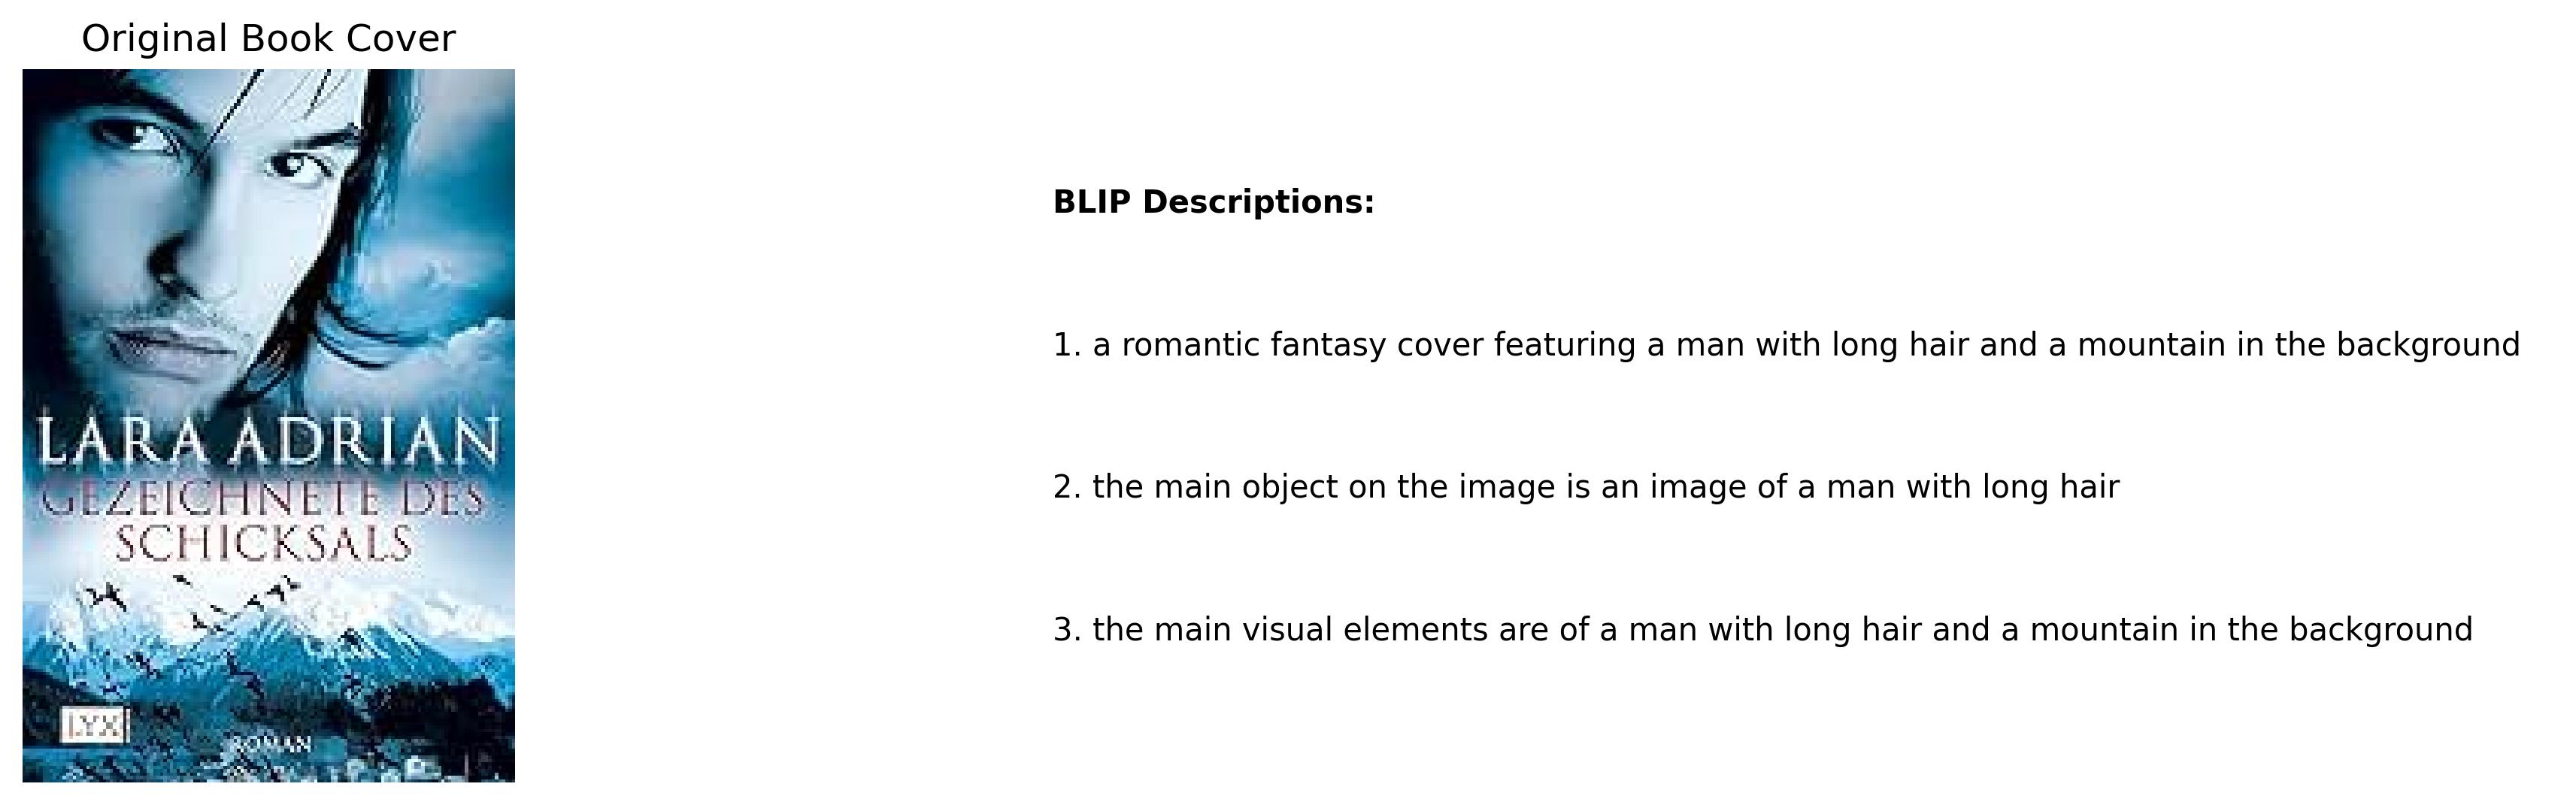 Original Book Cover
LARA ADRIAN
GEZEICHNETE DES
SCHICKSALS
LYX
ROMAN
BLIP Descriptions:
1. a romantic fantasy cover featuring a man with long hair and a mountain in the background
2. the main object on the image is an image of a man with long hair
3. the main visual elements are of a man with long hair and a mountain in the background